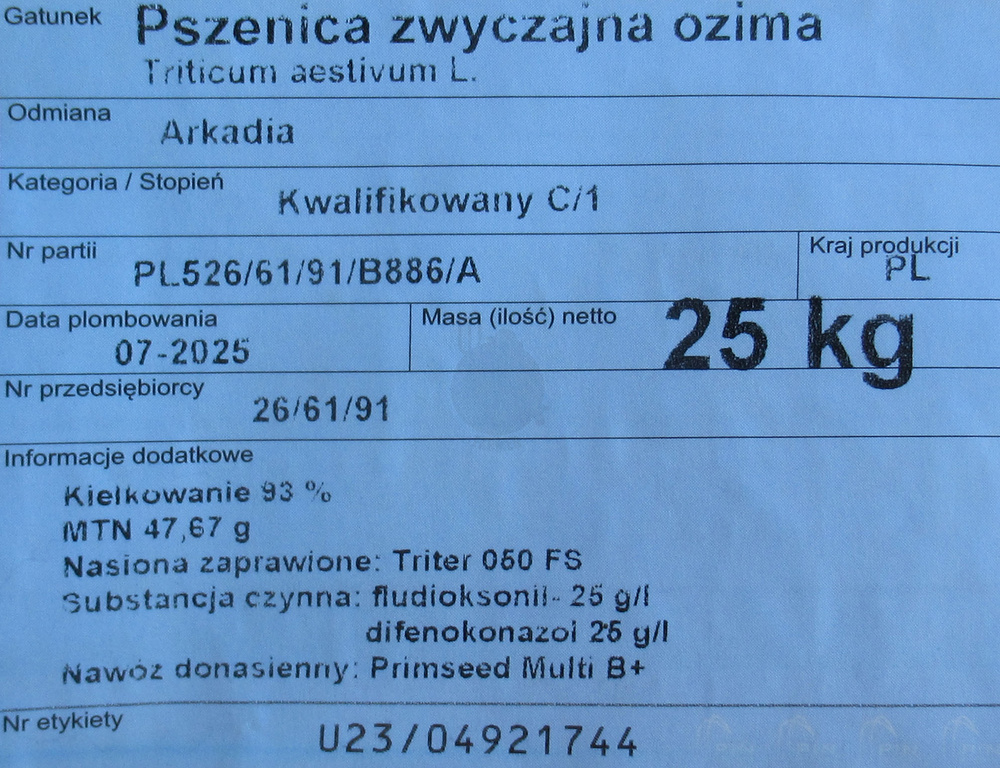 Gatunek Pszenica zwyczajna ozima
Triticum aestivum L.
Odmiana
Arkadia
Kategoria / Stopień
Kwalifikowany C/1
Nr partii
PL526/61/91/B886/A
Kraj produkcji
PL
Data plombowania
07-2025
Masa (ilość) netto 25 kg
Nr przedsiębiorcy
26/61/91
Informacje dodatkowe
Kiełkowanie 93 %
MTN 47,67 g
Nasiona zaprawione: Triter 050 FS
Substancja czynna: fludioksonil- 25 g/l
difenokonazol 25 g/l
Nawóz donasienny: Primseed Multi B+
Nr etykiety
U23/04921744